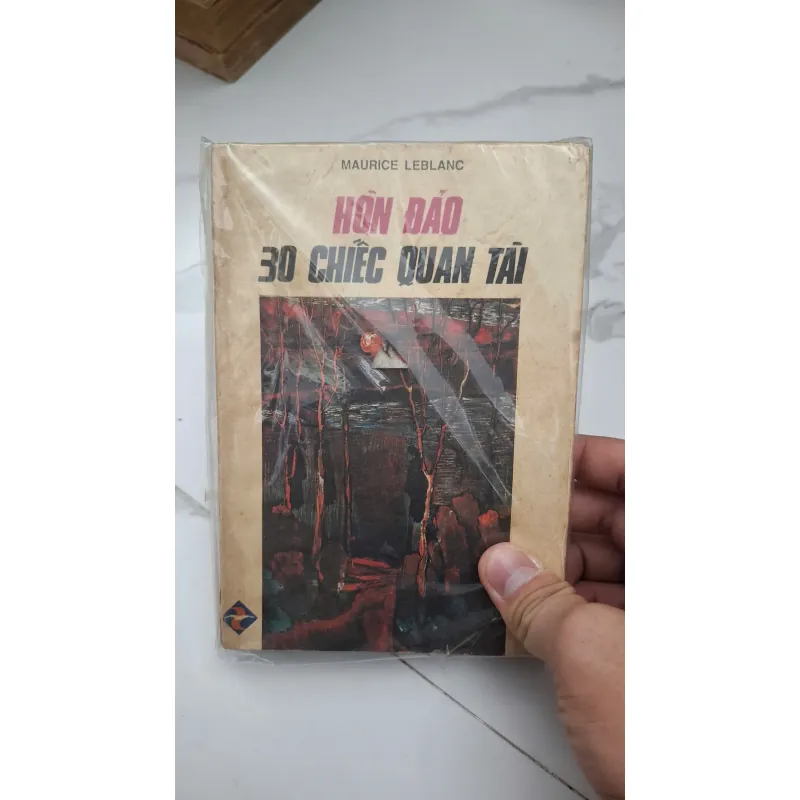 MAURICE LEBLANC
HÒN ĐẢO
30 CHIẾC QUAN TÀI